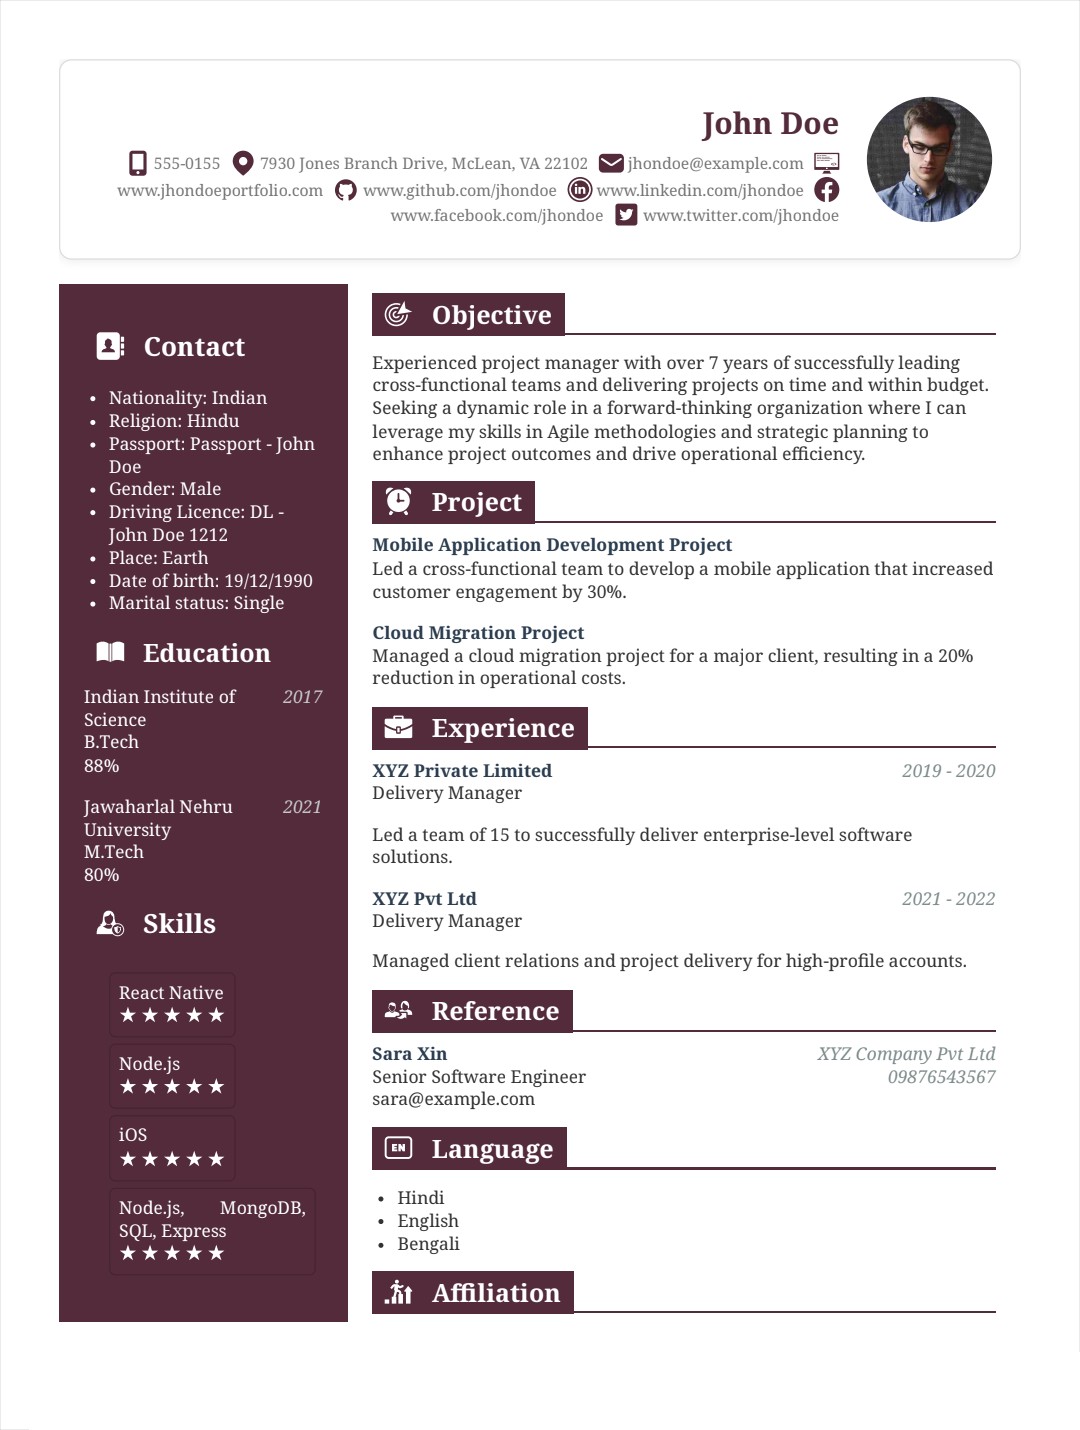 John Doe
555-0155 7930 Jones Branch Drive, McLean, VA 22102 jhondoe@example.com
www.jhondoeportfolio.com www.github.com/jhondoe www.linkedin.com/jhondoe
www.facebook.com/jhondoe www.twitter.com/jhondoe
Contact
• Nationality: Indian
• Religion: Hindu
• Passport: Passport - John
Doe
• Gender: Male
• Driving Licence: DL -
John Doe 1212
• Place: Earth
• Date of birth: 19/12/1990
• Marital status: Single
Education
Indian Institute of 2017
Science
B.Tech
88%
Jawaharlal Nehru 2021
University
M.Tech
80%
Skills
React Native
★ ★ ★ ★ ★
Node.js
★ ★ ★ ★ ★
iOS
★ ★ ★ ★ ★
Node.js, MongoDB,
SQL, Express
★ ★ ★ ★ ★
Objective
Experienced project manager with over 7 years of successfully leading
cross-functional teams and delivering projects on time and within budget.
Seeking a dynamic role in a forward-thinking organization where I can
leverage my skills in Agile methodologies and strategic planning to
enhance project outcomes and drive operational efficiency.
Project
Mobile Application Development Project
Led a cross-functional team to develop a mobile application that increased
customer engagement by 30%.
Cloud Migration Project
Managed a cloud migration project for a major client, resulting in a 20%
reduction in operational costs.
Experience
XYZ Private Limited 2019 - 2020
Delivery Manager
Led a team of 15 to successfully deliver enterprise-level software
solutions.
XYZ Pvt Ltd 2021 - 2022
Delivery Manager
Managed client relations and project delivery for high-profile accounts.
Reference
Sara Xin XYZ Company Pvt Ltd
Senior Software Engineer 09876543567
sara@example.com
EN Language
• Hindi
• English
• Bengali
Affiliation